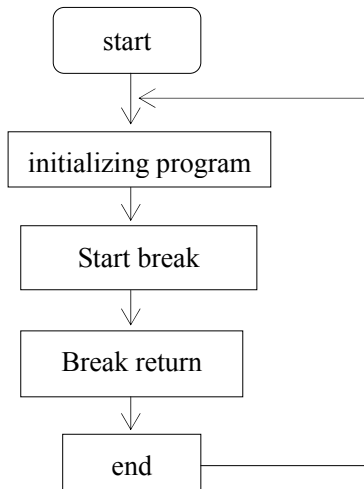 start
initializing program
Start break
Break return
end